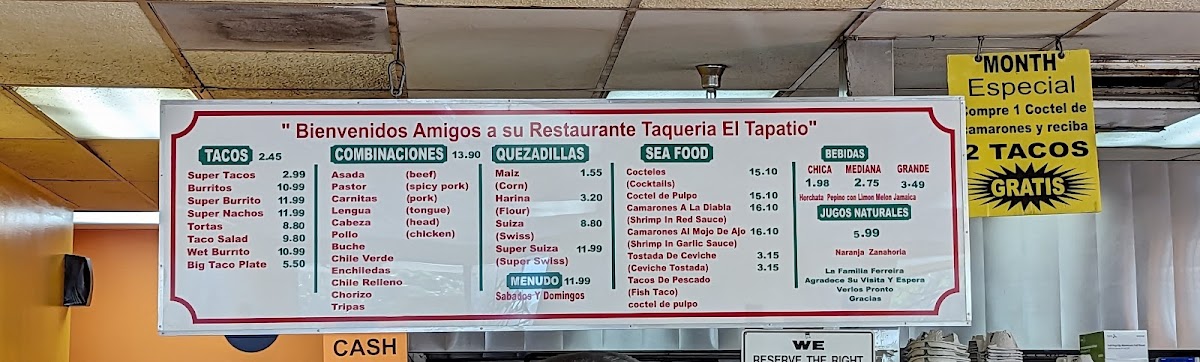 " Bienvenidos Amigos a su Restaurante Taqueria El Tapatio"
TACOS 2.45
Super Tacos 2.99
Burritos 10.99
Super Burrito 11.99
Super Nachos 11.99
Tortas 8.80
Taco Salad 9.80
Wet Burrito 10.99
Big Taco Plate 5.50
COMBINACIONES 13.90
Asada (beef)
Pastor (spicy pork)
Carnitas (pork)
Lengua (tongue)
Cabeza (head)
Pollo (chicken)
Buche
Chile Verde
Enchiledas
Chile Relleno
Chorizo
Tripas
QUEZADILLAS
Maiz 1.55
(Corn)
Harina 3.20
(Flour)
Suiza 8.80
(Swiss)
Super Suiza 11.99
(Super Swiss)
MENUDO 11.99
Sabados Y Domingos
SEA FOOD
Cocteles 15.10
(Cocktails)
Coctel de Pulpo 15.10
Camarones A La Diabla 16.10
(Shrimp In Red Sauce)
Camarones Al Mojo De Ajo 16.10
(Shrimp In Garlic Sauce)
Tostada De Ceviche 3.15
(Ceviche Tostada) 3.15
Tacos De Pescado
(Fish Taco)
coctel de pulpo
BEBIDAS
CHICA MEDIANA GRANDE
1.98 2.75 3.49
Horchata Pepino con Limon Melon Jamaica
JUGOS NATURALES
5.99
Naranja Zanahoria
La Familia Ferreira
Agradece Su Visita Y Espera
Verlos Pronto
Gracias
MONTH
Especial
Compre 1 Coctel de
camarones y reciba
2 TACOS
GRATIS
CASH
WE
RESERVE THE RIGHT